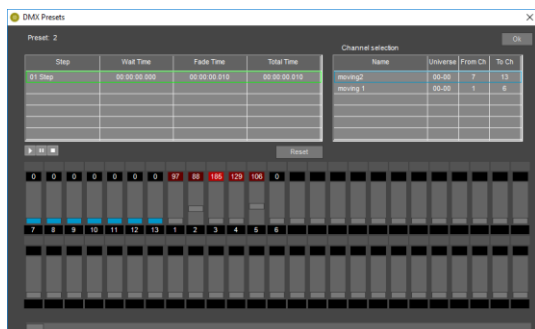 DMX Presets
Preset: 2
Ok
Channel selection
Step Wait Time Fade Time Total Time
Name Universe From Ch To Ch
01 Step 00:00:00.000 00:00:00.010 00:00:00.010
moving2 00-00 7 13
moving 1 00-00 1 6
Reset
0 0 0 0 0 0 0 97 88 185 129 106 0
7 8 9 10 11 12 13 1 2 3 4 5 6